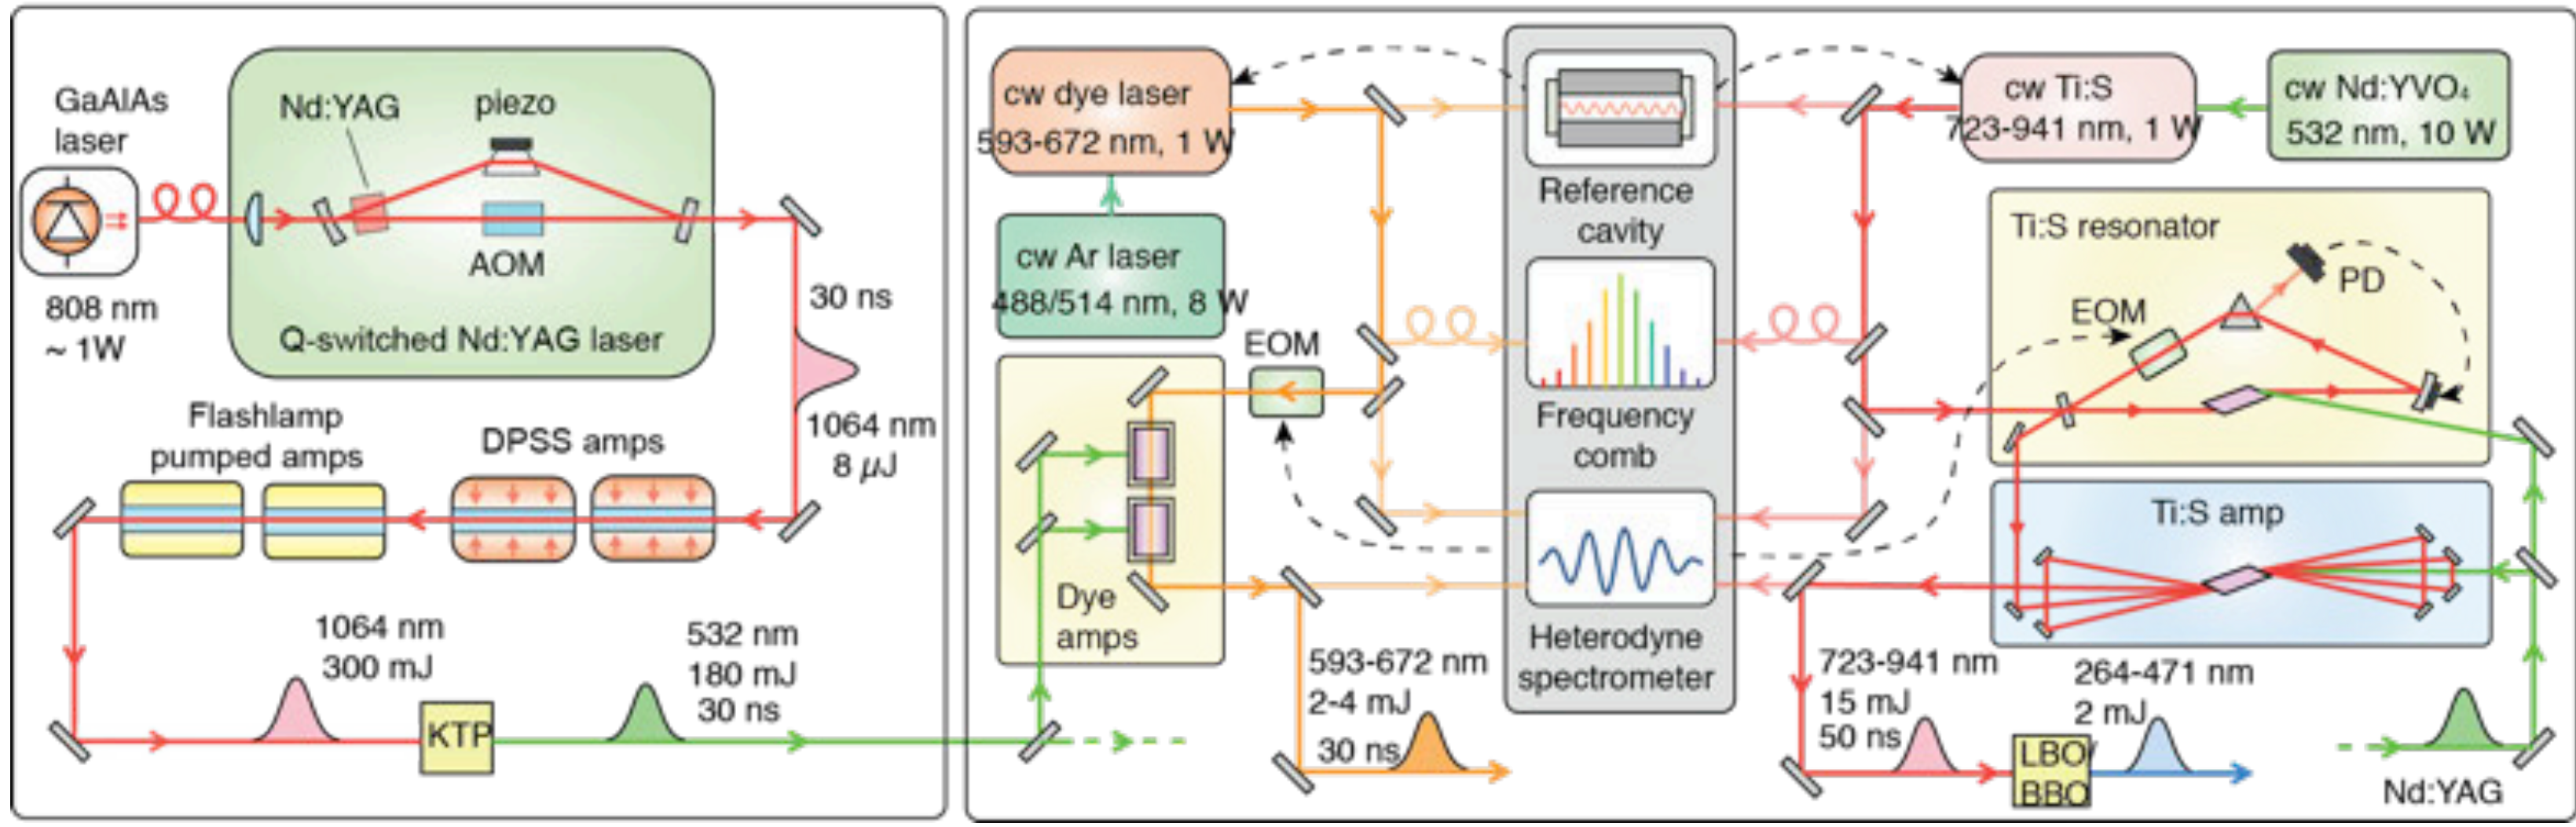 GaAlAs
laser
808 nm
~ 1W
Nd:YAG
piezo
AOM
Q-switched Nd:YAG laser
30 ns
1064 nm
8 µJ
Flashlamp
pumped amps
DPSS amps
1064 nm
300 mJ
KTP
532 nm
180 mJ
30 ns
cw dye laser
593-672 nm, 1 W
cw Ar laser
488/514 nm, 8 W
EOM
Dye
amps
593-672 nm
2-4 mJ
30 ns
Reference
cavity
Frequency
comb
Heterodyne
spectrometer
cw Ti:S
723-941 nm, 1 W
cw Nd:YVO₄
532 nm, 10 W
Ti:S resonator
PD
EOM
Ti:S amp
723-941 nm
15 mJ
50 ns
264-471 nm
2 mJ
LBO/
BBO
Nd:YAG